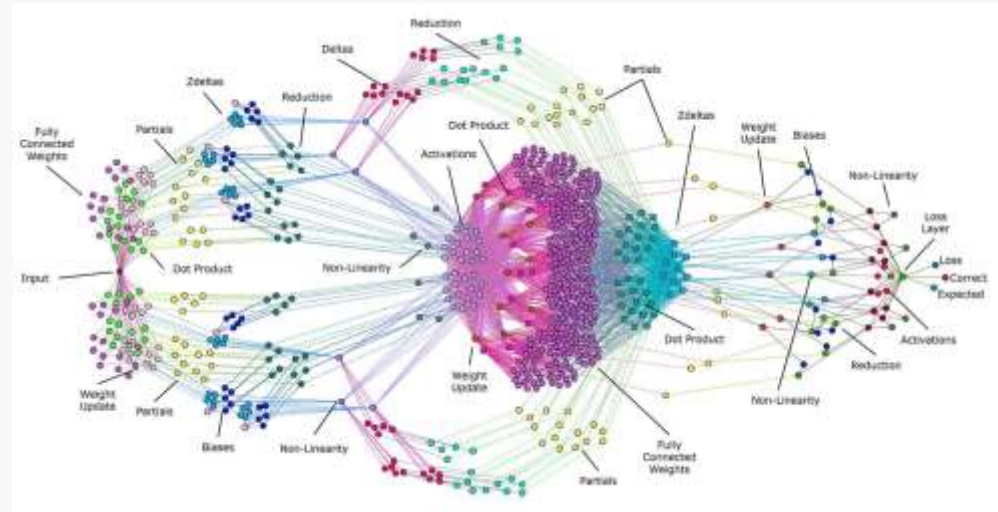 Reduction
Deltas
Partials
Zdeltas
Reduction
Zdeltas
Dot Product
Weight
Update
Biases
Partials
Fully
Connected
Weights
Activations
Non-Linearity
Loss
Layer
Input
Dot Product
Non-Linearity
Loss
Correct
Expected
Weight
Update
Dot Product
Activations
Reduction
Weight
Update
Partials
Non-Linearity
Biases
Non-Linearity
Fully
Connected
Weights
Partials